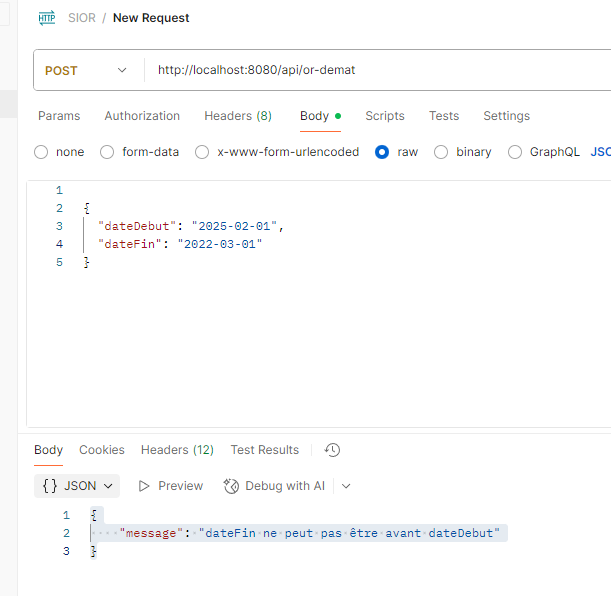 HTTP SIOR / New Request
POST http://localhost:8080/api/or-demat
Params Authorization Headers (8) Body Scripts Tests Settings
none form-data x-www-form-urlencoded raw binary GraphQL JSO
1
2 {
3 "dateDebut": "2025-02-01",
4 "dateFin": "2022-03-01"
5 }
Body Cookies Headers (12) Test Results
{} JSON Preview Debug with AI
1 {
2 ····"message":·"dateFin·ne·peut·pas·être·avant·dateDebut"
3 }